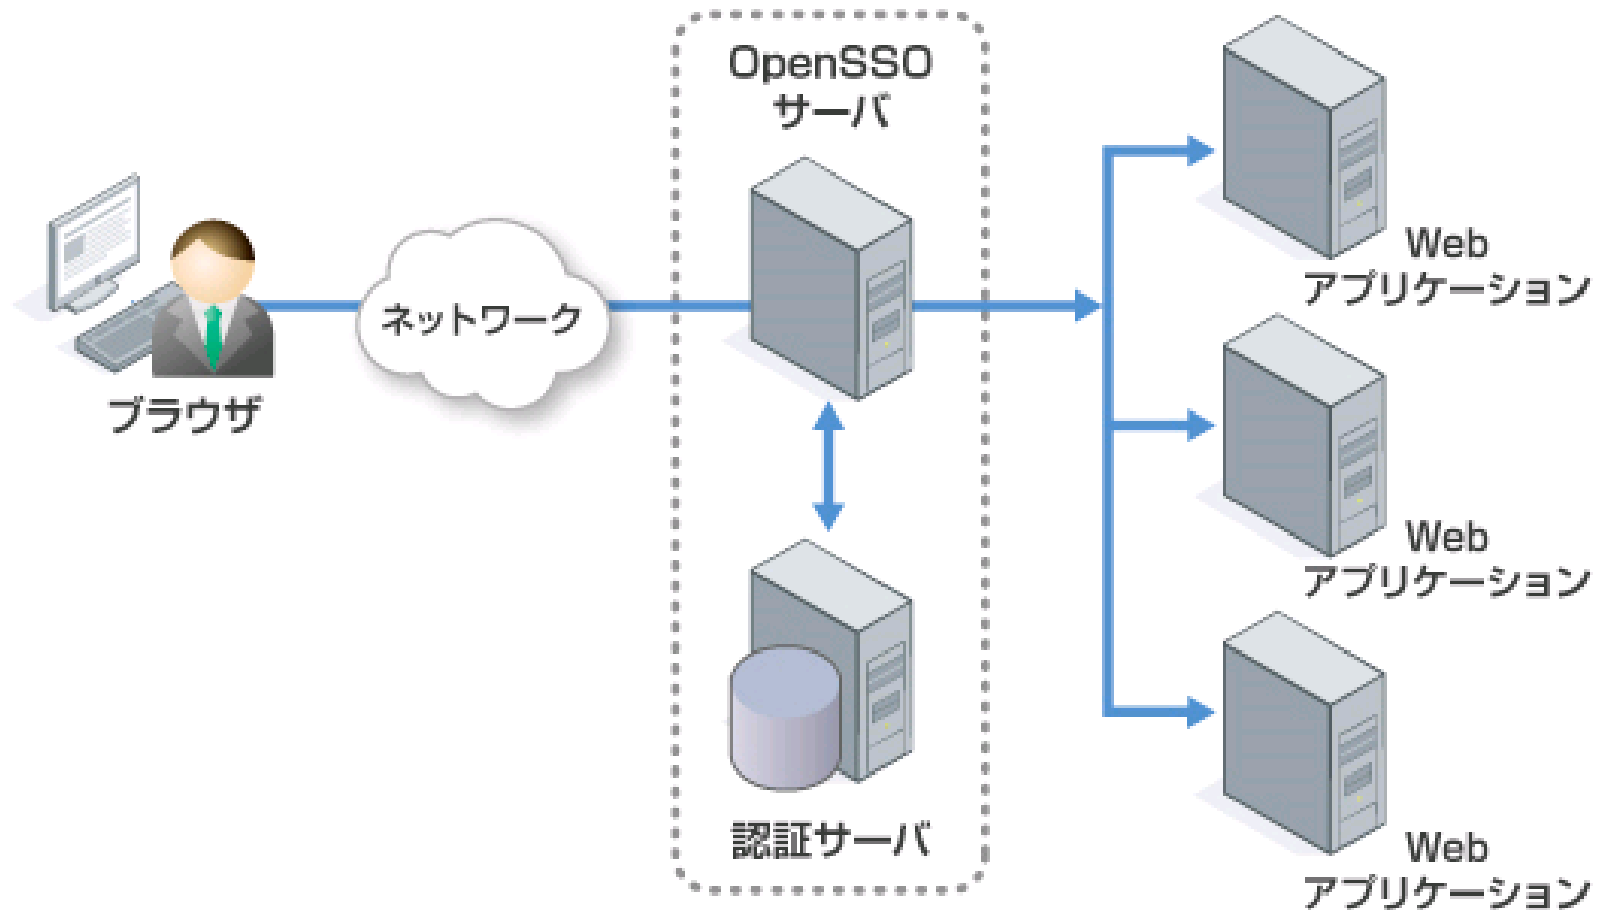 OpenSSO
サーバ
ブラウザ
ネットワーク
認証サーバ
Web
アプリケーション
Web
アプリケーション
Web
アプリケーション